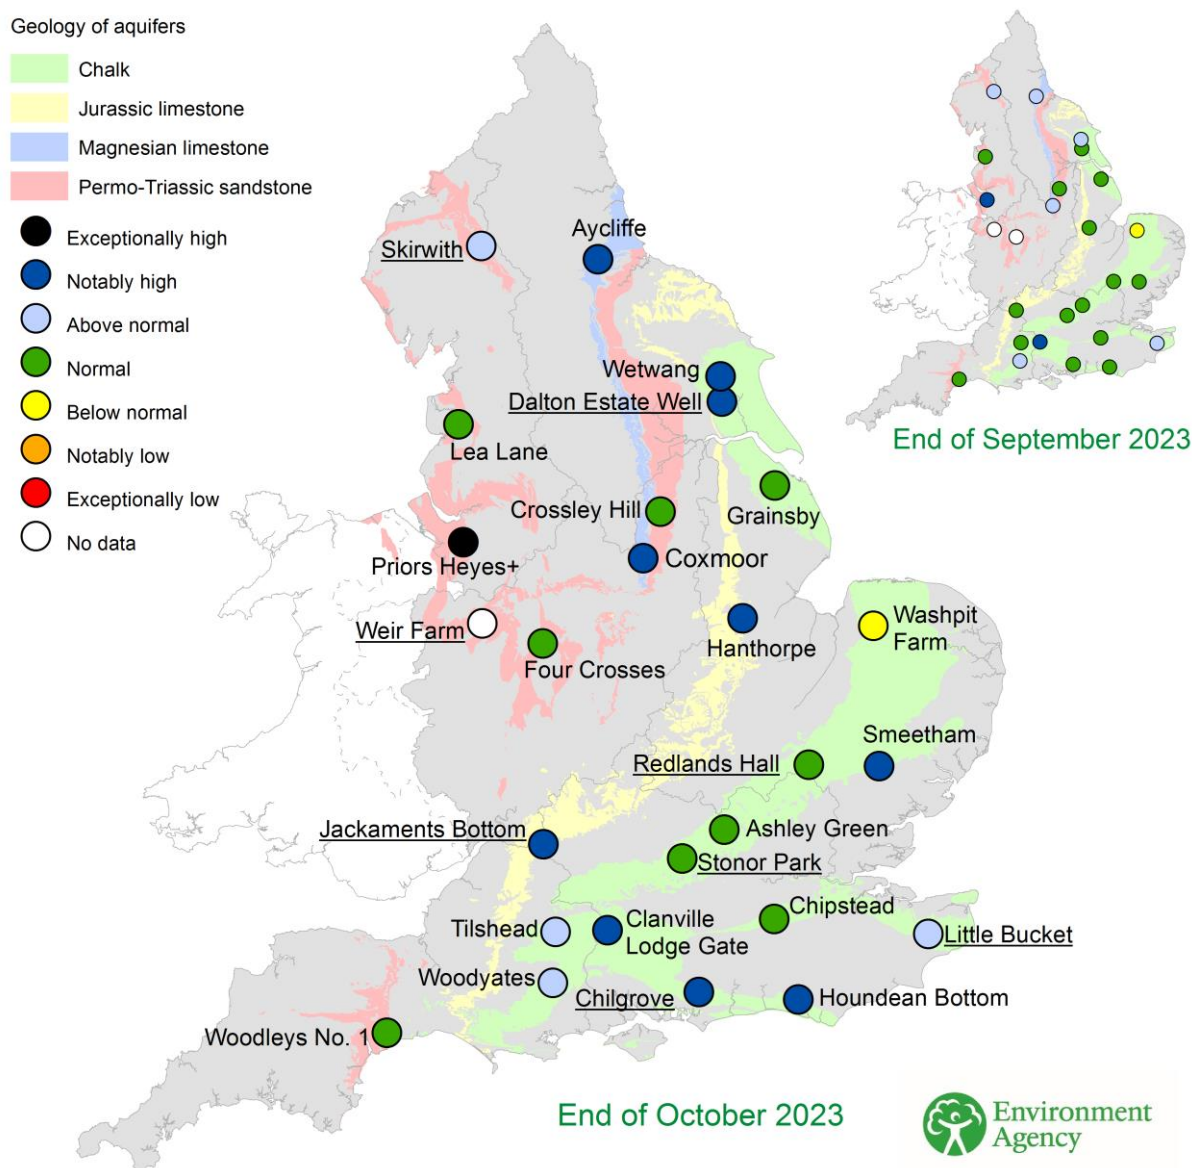 Geology of aquifers
Chalk
Jurassic limestone
Magnesian limestone
Permo-Triassic sandstone
Exceptionally high
Notably high
Above normal
Normal
Below normal
Notably low
Exceptionally low
No data
Skirwith
Aycliffe
Wetwang
Dalton Estate Well
Lea Lane
Crossley Hill
Grainsby
Priors Heyes+
Coxmoor
Weir Farm
Four Crosses
Hanthorpe
Washpit
Farm
Smeetham
Redlands Hall
Jackaments Bottom
Ashley Green
Stonor Park
Tilshead
Clanville
Lodge Gate
Chipstead
Little Bucket
Woodyates
Chilgrove
Houndean Bottom
Woodleys No. 1
End of September 2023
End of October 2023
Environment
Agency